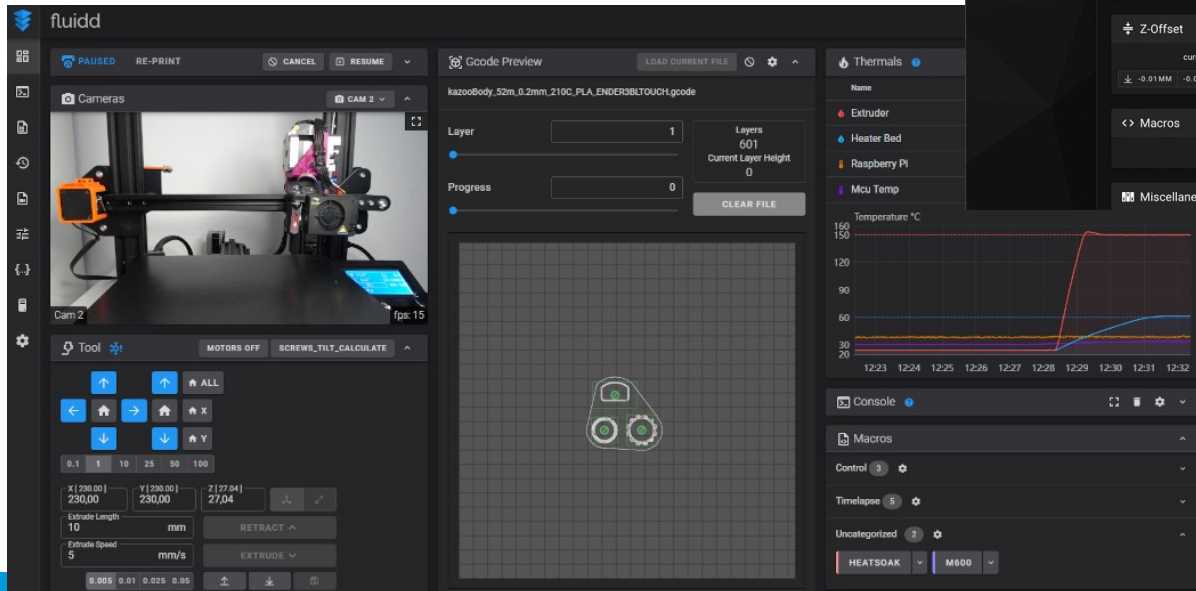 fluidd
PAUSED RE-PRINT CANCEL RESUME
Cameras CAM 2
Cam 2 fps: 15
Tool MOTORS OFF SCREWS_TILT_CALCULATE
ALL
X
Y
0.1 1 10 25 50 100
X [ 230.00 ] Y [ 230.00 ] Z [ 27.04 ]
230,00 230,00 27,04
Extrude Length
10 mm RETRACT
Extrude Speed
5 mm/s EXTRUDE
0.005 0.01 0.025 0.05
Gcode Preview LOAD CURRENT FILE
kazooBody_52m_0.2mm_210C_PLA_ENDER3BLTOUCH.gcode
Layer 1
Layers
601
Current Layer Height
0
Progress 0
CLEAR FILE
Thermals
Name
Extruder
Heater Bed
Raspberry Pi
Mcu Temp
Temperature °C
160
150
120
90
60
30
20
12:23 12:24 12:25 12:26 12:27 12:28 12:29 12:30 12:31 12:32
Console
Macros
Control 3
Timelapse 5
Uncategorized 2
HEATSOAK M600
Z-Offset
-0.01MM
<> Macros
Miscellane